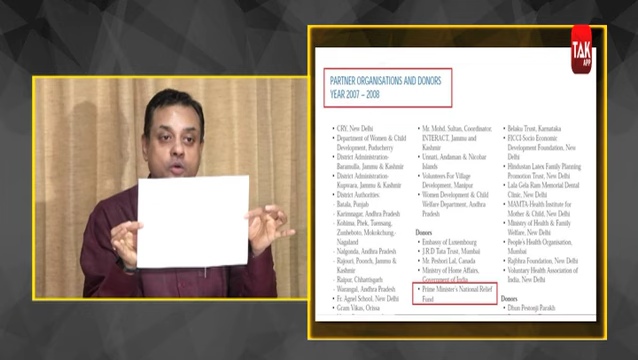 TAK
APP
PARTNER ORGANISATIONS AND DONORS
YEAR 2007 – 2008
• CRY, New Delhi
• Department of Women & Child
Development, Puducherry
• District Administration-
Baramulla, Jammu & Kashmir
• District Administration-
Kupwara, Jammu & Kashmir
• District Authorities
- Batala, Punjab
- Karimnagar, Andhra Pradesh
- Kohima, Phek, Tuensang,
Zunheboto, Mokokchung,-
Nagaland
- Nalgonda, Andhra Pradesh
- Rajouri, Poonch, Jammu &
Kashmir
- Raipur, Chhattisgarh
- Warangal, Andhra Pradesh
• Fr. Agnel School, New Delhi
• Gram Vikas, Orissa
• Mr. Mohd. Sultan, Coordinator,
INTERACT, Jammu and
Kashmir
• Unnati, Andaman & Nicobar
Islands
• Volunteers For Village
Development, Manipur
• Women Development & Child
Welfare Department, Andhra
Pradesh
Donors
• Embassy of Luxembourg
• J.R.D Tata Trust, Mumbai
• Mr. Peshori Lal, Canada
• Ministry of Home Affairs,
Government of India
• Prime Minister's National Relief
Fund
• Belaku Trust, Karnataka
• FICCI-Socio Economic
Development Foundation, New
Delhi
• Hindustan Latex Family Planning
Promotion Trust, New Delhi
• Lala Gela Ram Memorial Dental
Clinic, New Delhi
• MAMTA-Health Institute for
Mother & Child, New Delhi
• Ministry of Health & Family
Welfare, New Delhi
• People's Health Organisation,
Mumbai
• Rajbhra Foundation, New Delhi
• Voluntary Health Association of
India, New Delhi
Donors
• Dhun Pestonji Parakh